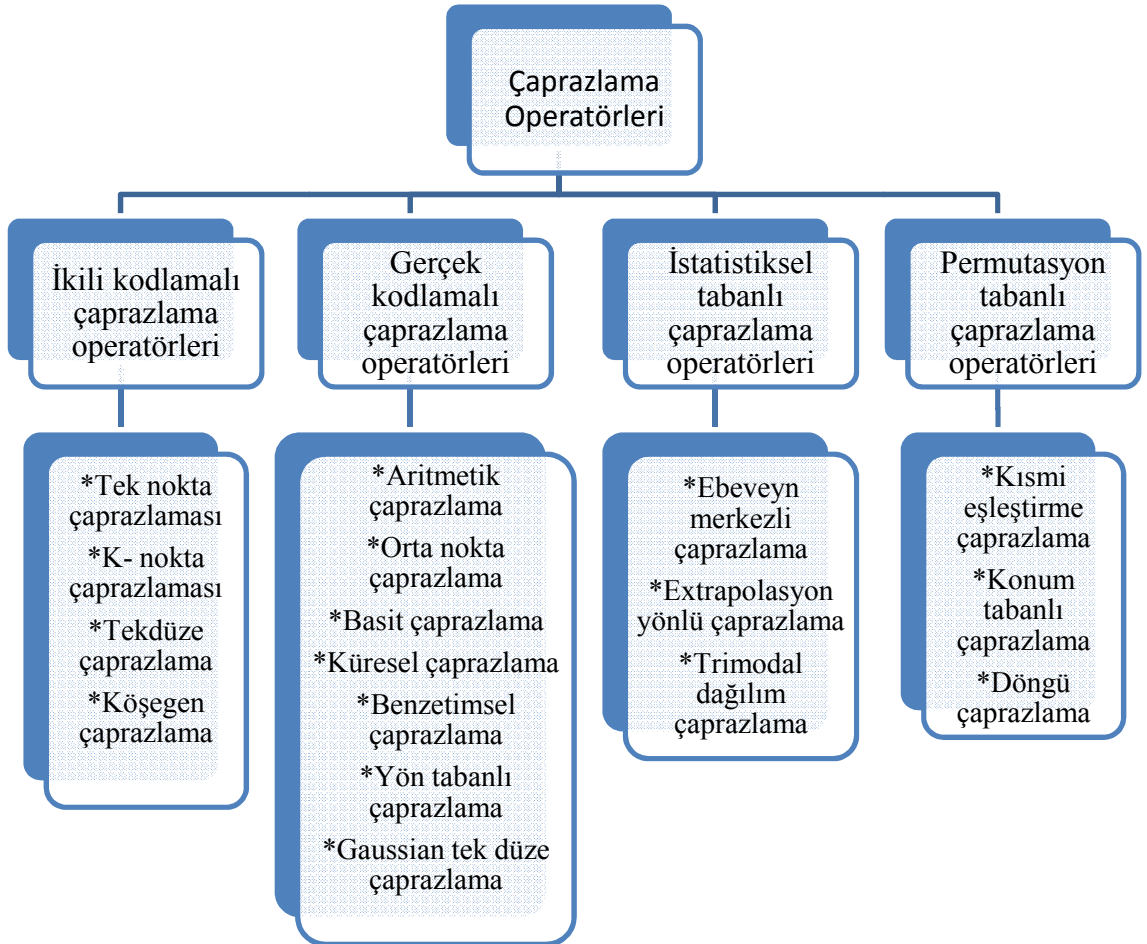 Çaprazlama
Operatörleri
İkili kodlamalı
çaprazlama
operatörleri
Gerçek
kodlamalı
çaprazlama
operatörleri
İstatistiksel
tabanlı
çaprazlama
operatörleri
Permutasyon
tabanlı
çaprazlama
operatörleri
*Tek nokta
çaprazlaması
*K- nokta
çaprazlaması
*Tekdüze
çaprazlama
*Köşegen
çaprazlama
*Aritmetik
çaprazlama
*Orta nokta
çaprazlama
*Basit çaprazlama
*Küresel çaprazlama
*Benzetimsel
çaprazlama
*Yön tabanlı
çaprazlama
*Gaussian tek düze
çaprazlama
*Ebeveyn
merkezli
çaprazlama
*Extrapolasyon
yönlü çaprazlama
*Trimodal
dağılım
çaprazlama
*Kısmi
eşleştirme
çaprazlama
*Konum
tabanlı
çaprazlama
*Döngü
çaprazlama